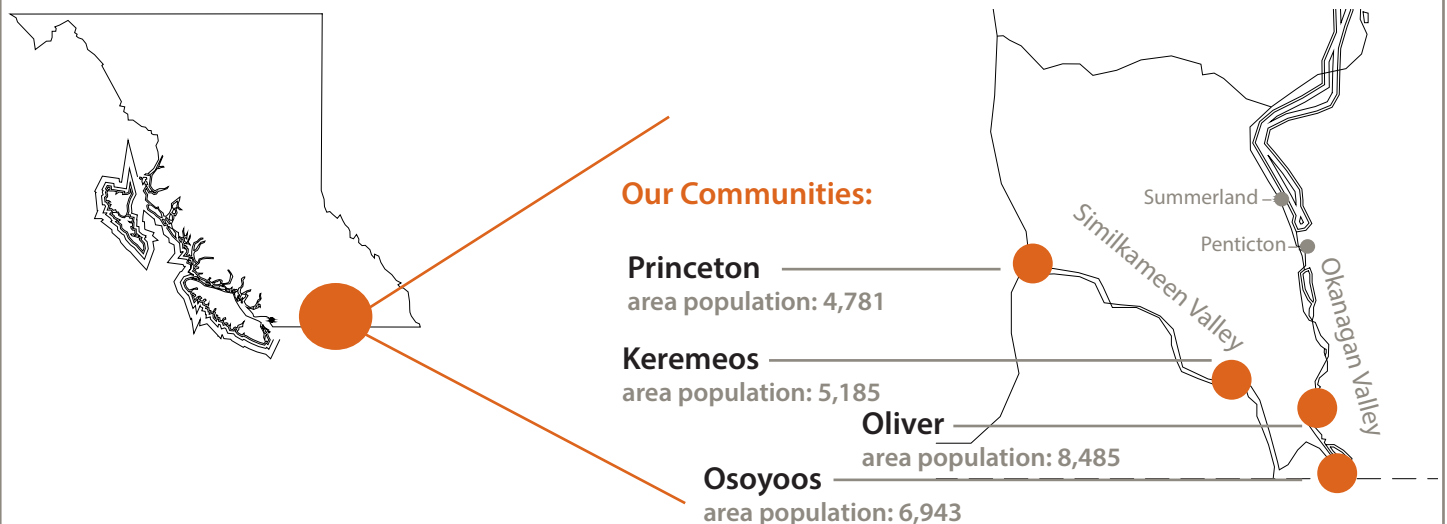 Our Communities:
Princeton
area population: 4,781
Keremeos
area population: 5,185
Oliver
area population: 8,485
Osoyoos
area population: 6,943
Summerland
Penticton
Similkameen Valley
Okanagan Valley